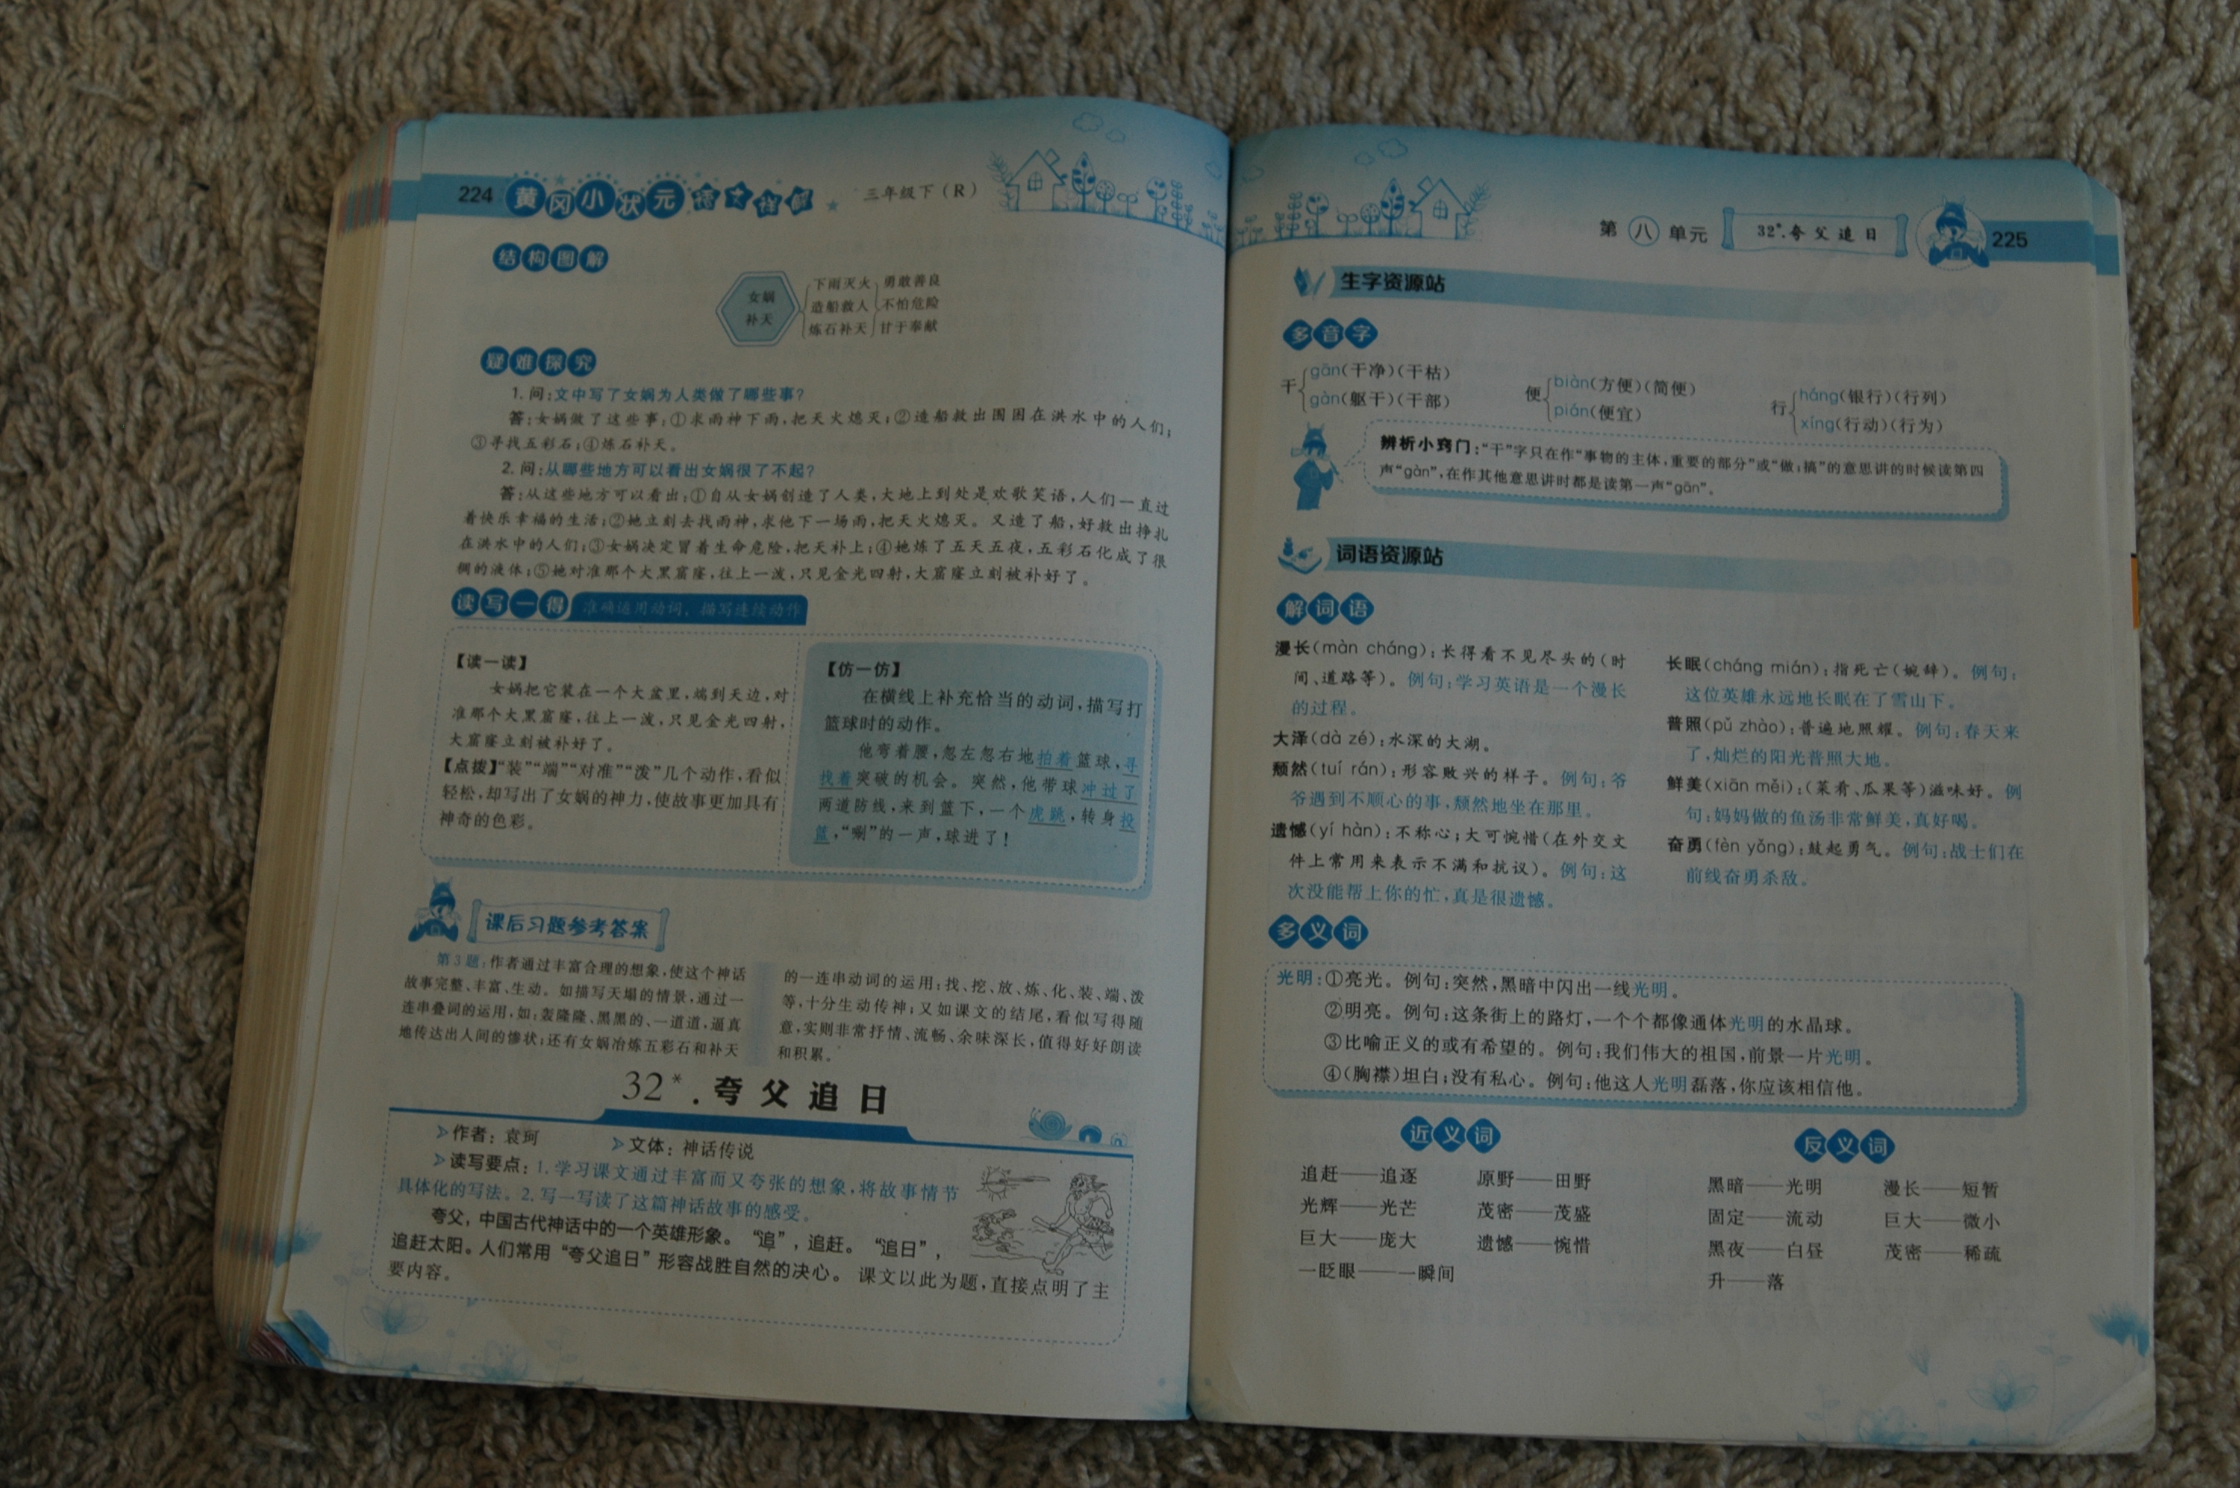 224 黄冈小状元语文详解 三年级下(R)
结构图解
女娲
补天
下雨灭火
造船救人
炼石补天
勇敢善良
不怕危险
甘于奉献
疑难探究
1. 问:文中写了女娲为人类做了哪些事?
答:女娲做了这些事:①求雨神下雨,把天火熄灭;②造船救出围困在洪水中的人们;
③寻找五彩石;④炼石补天。
2. 问:从哪些地方可以看出女娲很了不起?
答:从这些地方可以看出:①自从女娲创造了人类,大地上到处是欢歌笑语,人们一直过
着快乐幸福的生活;②她立刻去找雨神,求他下一场雨,把天火熄灭。又造了船,好救出挣扎
在洪水中的人们;③女娲决定冒着生命危险,把天补上;④她炼了五天五夜,五彩石化成了很
稠的液体;⑤她对准那个大黑窟窿,往上一泼,只见金光四射,大窟窿立刻被补好了。
读写一得 准确运用动词,描写连续动作
【读一读】
女娲把它装在一个大盆里,端到天边,对
准那个大黑窟窿,往上一泼,只见金光四射,
大窟窿立刻被补好了。
【点拨】“装”“端”“对准”“泼”几个动作,看似
轻松,却写出了女娲的神力,使故事更加具有
神奇的色彩。
【仿一仿】
在横线上补充恰当的动词,描写打
篮球时的动作。
他弯着腰,忽左忽右地拍着篮球,寻
找着突破的机会。突然,他带球冲过了
两道防线,来到篮下,一个虎跳,转身投
篮,“唰”的一声,球进了!
课后习题参考答案
第3题:作者通过丰富合理的想象,使这个神话
故事完整、丰富、生动。如描写天塌的情景,通过一
连串叠词的运用,如:轰隆隆、黑黑的、一道道,逼真
地传达出人间的惨状;还有女娲冶炼五彩石和补天
的一连串动词的运用:找、挖、放、炼、化、装、端、泼
等,十分生动传神;又如课文的结尾,看似写得随
意,实则非常抒情、流畅、余味深长,值得好好朗读
和积累。
32*.夸父追日
作者:袁珂 文体:神话传说
读写要点:1.学习课文通过丰富而又夸张的想象,将故事情节
具体化的写法。2.写一写读了这篇神话故事的感受。
夸父,中国古代神话中的一个英雄形象。“追”,追赶。“追日”,
追赶太阳。人们常用“夸父追日”形容战胜自然的决心。课文以此为题,直接点明了主
要内容。
第八单元 32*.夸父追日 225
生字资源站
多音字
干
gān(干净)(干枯)
gàn(躯干)(干部)
便
biàn(方便)(简便)
pián(便宜)
行
háng(银行)(行列)
xíng(行动)(行为)
辨析小窍门:“干”字只在作“事物的主体,重要的部分”或“做;搞”的意思讲的时候读第四
声“gàn”,在作其他意思讲时都是读第一声“gān”。
词语资源站
解词语
漫长(màn cháng):长得看不见尽头的(时
间、道路等)。例句:学习英语是一个漫长
的过程。
大泽(dà zé):水深的大湖。
颓然(tuí rán):形容败兴的样子。例句:爷
爷遇到不顺心的事,颓然地坐在那里。
遗憾(yí hàn):不称心;大可惋惜(在外交文
件上常用来表示不满和抗议)。例句:这
次没能帮上你的忙,真是很遗憾。
长眠(cháng mián):指死亡(婉辞)。例句:
这位英雄永远地长眠在了雪山下。
普照(pǔ zhào):普遍地照耀。例句:春天来
了,灿烂的阳光普照大地。
鲜美(xiān měi):(菜肴、瓜果等)滋味好。例
句:妈妈做的鱼汤非常鲜美,真好喝。
奋勇(fèn yǒng):鼓起勇气。例句:战士们在
前线奋勇杀敌。
多义词
光明:①亮光。例句:突然,黑暗中闪出一线光明。
②明亮。例句:这条街上的路灯,一个个都像通体光明的水晶球。
③比喻正义的或有希望的。例句:我们伟大的祖国,前景一片光明。
④(胸襟)坦白;没有私心。例句:他这人光明磊落,你应该相信他。
近义词
追赶——追逐 原野——田野
光辉——光芒 茂密——茂盛
巨大——庞大 遗憾——惋惜
一眨眼——一瞬间
反义词
黑暗——光明 漫长——短暂
固定——流动 巨大——微小
黑夜——白昼 茂密——稀疏
升——落